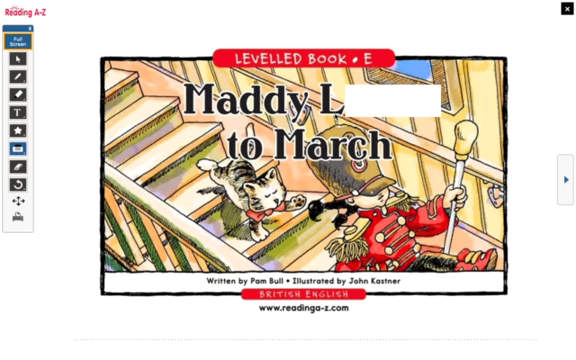 Reading A-Z
Full
Screen
x
T
LEVELLED BOOK • E
Maddy L
to March
Written by Pam Bull • Illustrated by John Kastner
BRITISH ENGLISH
www.readinga-z.com